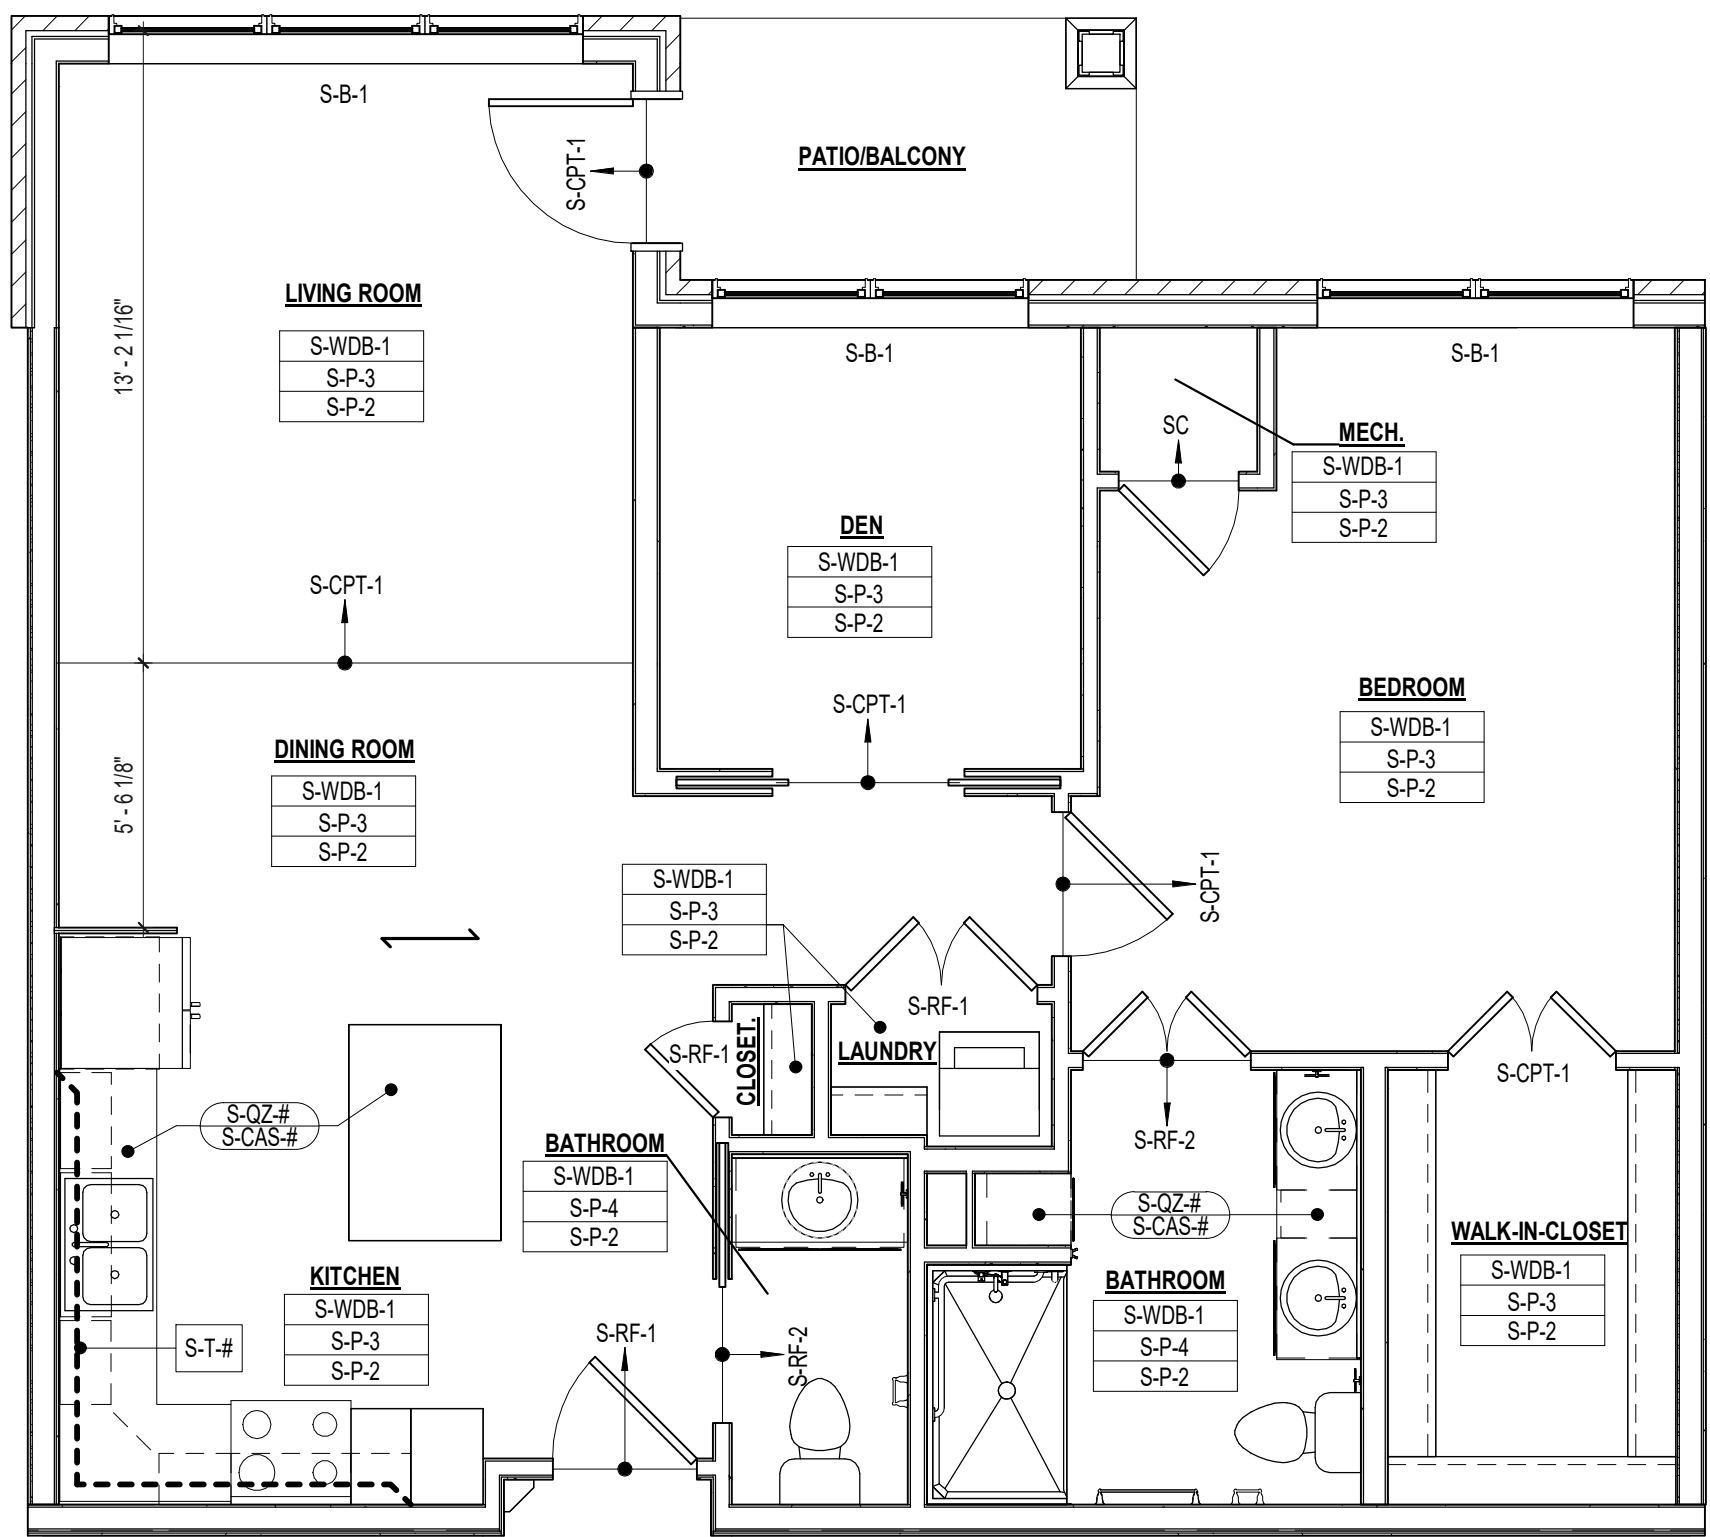 S-B-1
S-CPT-1
PATIO/BALCONY
LIVING ROOM
S-WDB-1
S-P-3
S-P-2
13' - 2 1/16"
S-B-1
S-B-1
SC
MECH.
S-WDB-1
S-P-3
S-P-2
DEN
S-WDB-1
S-P-3
S-P-2
S-CPT-1
S-CPT-1
BEDROOM
S-WDB-1
S-P-3
S-P-2
DINING ROOM
S-WDB-1
S-P-3
S-P-2
5' - 6 1/8"
S-WDB-1
S-P-3
S-P-2
S-CPT-1
S-RF-1
S-RF-1
CLOSET.
LAUNDRY
S-CPT-1
S-QZ-#
S-CAS-#
BATHROOM
S-WDB-1
S-P-4
S-P-2
S-RF-2
S-QZ-#
S-CAS-#
WALK-IN-CLOSET
S-WDB-1
S-P-3
S-P-2
KITCHEN
S-WDB-1
S-P-3
S-P-2
S-T-#
S-RF-1
S-RF-2
BATHROOM
S-WDB-1
S-P-4
S-P-2